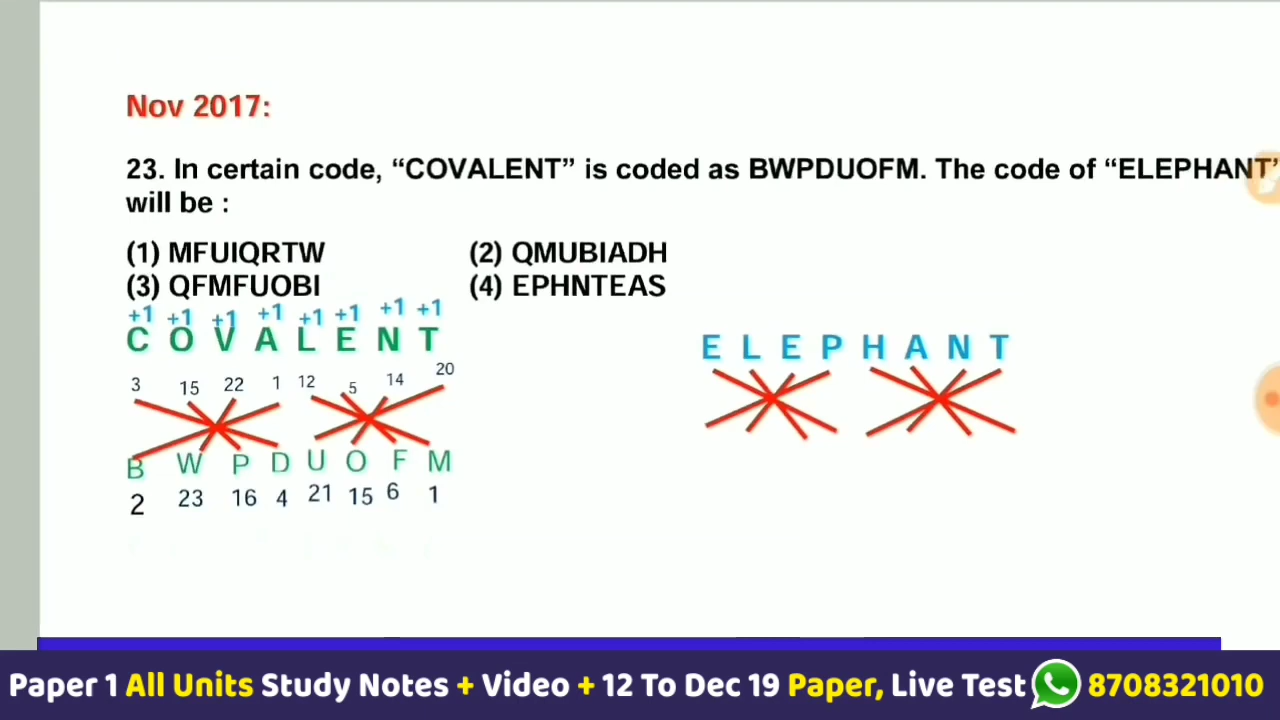 Nov 2017:
23. In certain code, “COVALENT” is coded as BWPDUOFM. The code of “ELEPHANT”
will be :
(1) MFUIQRTW (2) QMUBIADH
(3) QFMFUOBI (4) EPHNTEAS
+1 +1 +1 +1 +1 +1 +1 +1
C O V A L E N T
E L E P H A N T
3 15 22 1 12 5 14 20
B W P D U O F M
2 23 16 4 21 15 6 1
Paper 1 All Units Study Notes + Video + 12 To Dec 19 Paper, Live Test 8708321010